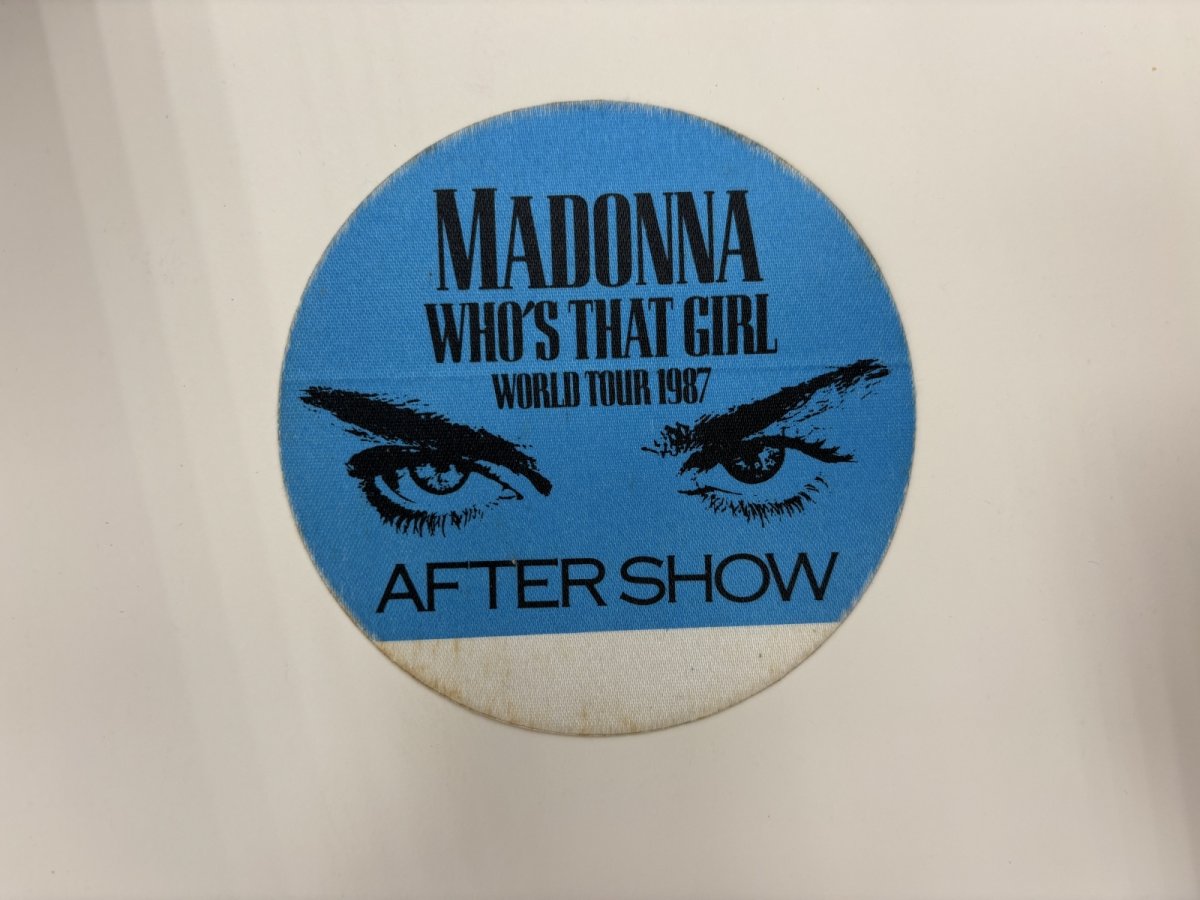 MADONNA
WHO'S THAT GIRL
WORLD TOUR 1987
AFTER SHOW